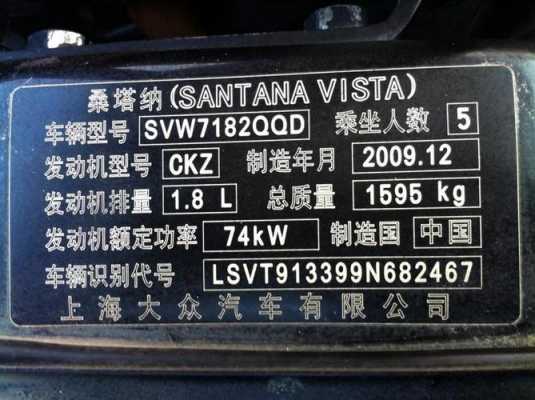 桑塔纳(SANTANA VISTA)
车辆型号 SVW7182QQD 乘坐人数 5
发动机型号 CKZ 制造年月 2009.12
发动机排量 1.8 L 总质量 1595 kg
发动机额定功率 74kW 制造国 中国
车辆识别代号 LSVT913399N682467
上海大众汽车有限公司